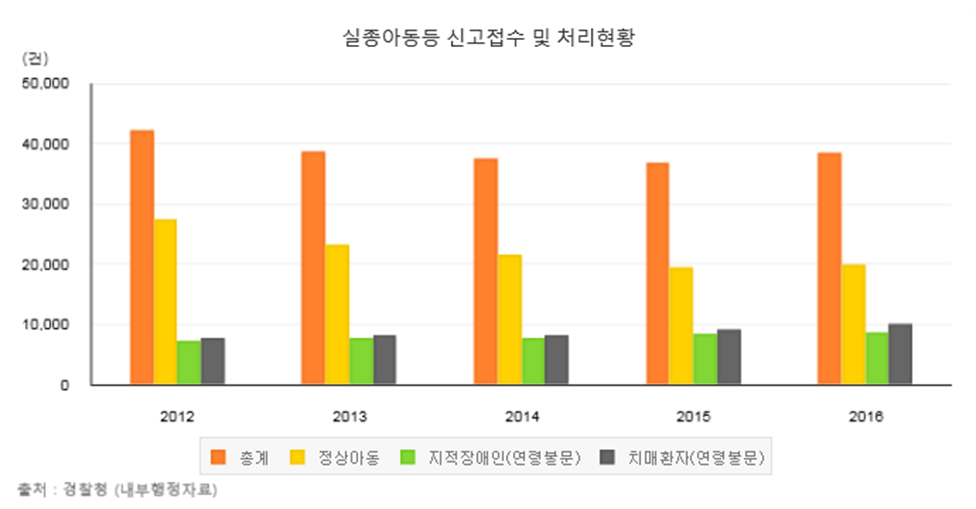 실종아동등 신고접수 및 처리현황
(건)
50,000
40,000
30,000
20,000
10,000
0
2012 2013 2014 2015 2016
총계 정상아동 지적장애인(연령불문) 치매환자(연령불문)
출처 : 경찰청 (내부행정자료)